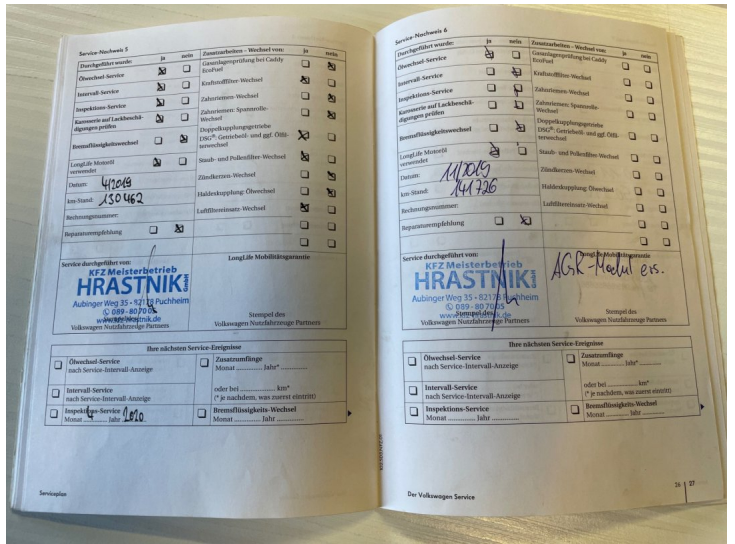 Service-Nachweis 5
Durchgeführt wurde: ja nein
Ölwechsel-Service
Intervall-Service
Inspektions-Service
Karosserie auf Lackbeschä-
digungen prüfen
Bremsflüssigkeitswechsel
LongLife Motoröl
verwendet
Datum: 4/2019
km-Stand: 130462
Rechnungsnummer:
Reparaturempfehlung
Zusatzarbeiten – Wechsel von: ja nein
Gasanlagenprüfung bei Caddy
EcoFuel
Kraftstofffilter-Wechsel
Zahnriemen-Wechsel
Zahnriemen: Spannrolle-
Wechsel
Doppelkupplungsgetriebe
DSG®: Getriebeöl- und ggf. Ölfil-
terwechsel
Staub- und Pollenfilter-Wechsel
Zündkerzen-Wechsel
Haldexkupplung: Ölwechsel
Luftfiltereinsatz-Wechsel
Service durchgeführt von:
KFZ Meisterbetrieb
HRASTNIK GmbH
Aubinger Weg 35 - 82178 Puchheim
Stempel des
Volkswagen Nutzfahrzeuge Partners
LongLife Mobilitätsgarantie
Stempel des
Volkswagen Nutzfahrzeuge Partners
Ihre nächsten Service-Ereignisse
Ölwechsel-Service
nach Service-Intervall-Anzeige
Intervall-Service
nach Service-Intervall-Anzeige
Inspektions-Service
Monat 4 Jahr 2020
Zusatzumfänge
Monat ............ Jahr* ............
oder bei ............ km*
(* je nachdem, was zuerst eintritt)
Bremsflüssigkeits-Wechsel
Monat ............ Jahr ............
Serviceplan
Service-Nachweis 6
Durchgeführt wurde: ja nein
Ölwechsel-Service
Intervall-Service
Inspektions-Service
Karosserie auf Lackbeschä-
digungen prüfen
Bremsflüssigkeitswechsel
LongLife Motoröl
verwendet
Datum: 11/2019
km-Stand: 141726
Rechnungsnummer:
Reparaturempfehlung
Zusatzarbeiten – Wechsel von: ja nein
Gasanlagenprüfung bei Caddy
EcoFuel
Kraftstofffilter-Wechsel
Zahnriemen-Wechsel
Zahnriemen: Spannrolle-
Wechsel
Doppelkupplungsgetriebe
DSG®: Getriebeöl- und ggf. Ölfil-
terwechsel
Staub- und Pollenfilter-Wechsel
Zündkerzen-Wechsel
Haldexkupplung: Ölwechsel
Luftfiltereinsatz-Wechsel
Service durchgeführt von:
KFZ Meisterbetrieb
HRASTNIK GmbH
Aubinger Weg 35 - 82178 Puchheim
Stempel des
Volkswagen Nutzfahrzeuge Partners
LongLife Mobilitätsgarantie
AGR-Modul ers.
Stempel des
Volkswagen Nutzfahrzeuge Partners
Ihre nächsten Service-Ereignisse
Ölwechsel-Service
nach Service-Intervall-Anzeige
Intervall-Service
nach Service-Intervall-Anzeige
Inspektions-Service
Monat ............ Jahr ............
Zusatzumfänge
Monat ............ Jahr* ............
oder bei ............ km*
(* je nachdem, was zuerst eintritt)
Bremsflüssigkeits-Wechsel
Monat ............ Jahr ............
Der Volkswagen Service
26 | 27